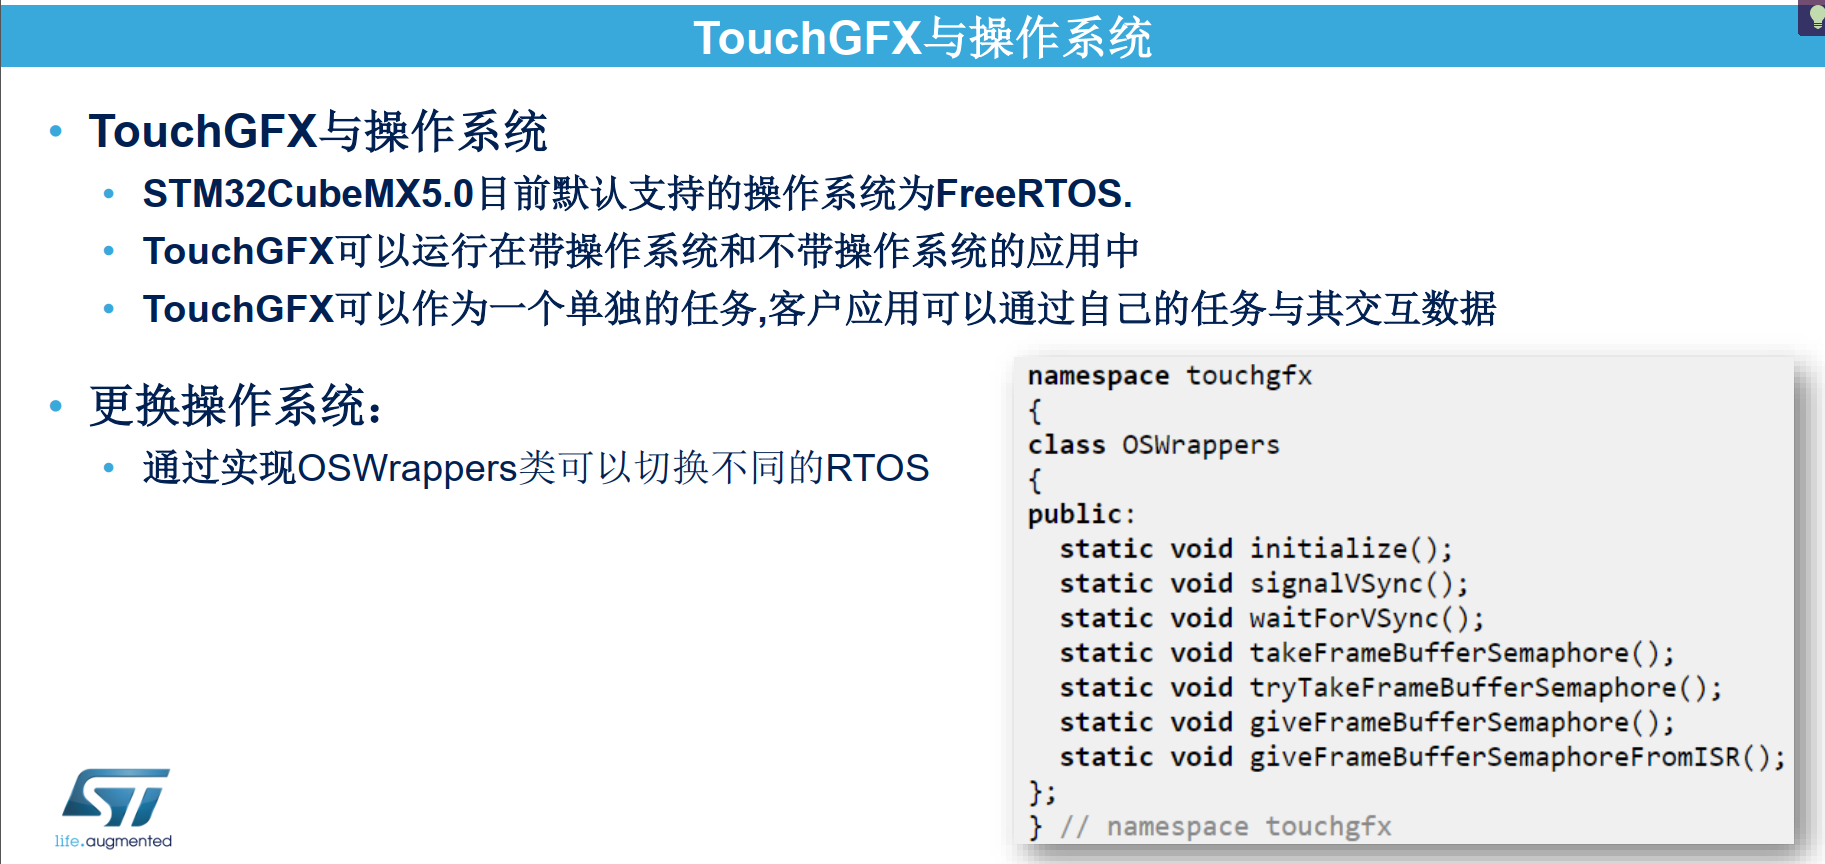 TouchGFX与操作系统
• TouchGFX与操作系统
• STM32CubeMX5.0目前默认支持的操作系统为FreeRTOS.
• TouchGFX可以运行在带操作系统和不带操作系统的应用中
• TouchGFX可以作为一个单独的任务,客户应用可以通过自己的任务与其交互数据
• 更换操作系统：
• 通过实现OSWrappers类可以切换不同的RTOS
namespace touchgfx
{
class OSWrappers
{
public:
static void initialize();
static void signalVSync();
static void waitForVSync();
static void takeFrameBufferSemaphore();
static void tryTakeFrameBufferSemaphore();
static void giveFrameBufferSemaphore();
static void giveFrameBufferSemaphoreFromISR();
};
} // namespace touchgfx
ST
life.augmented